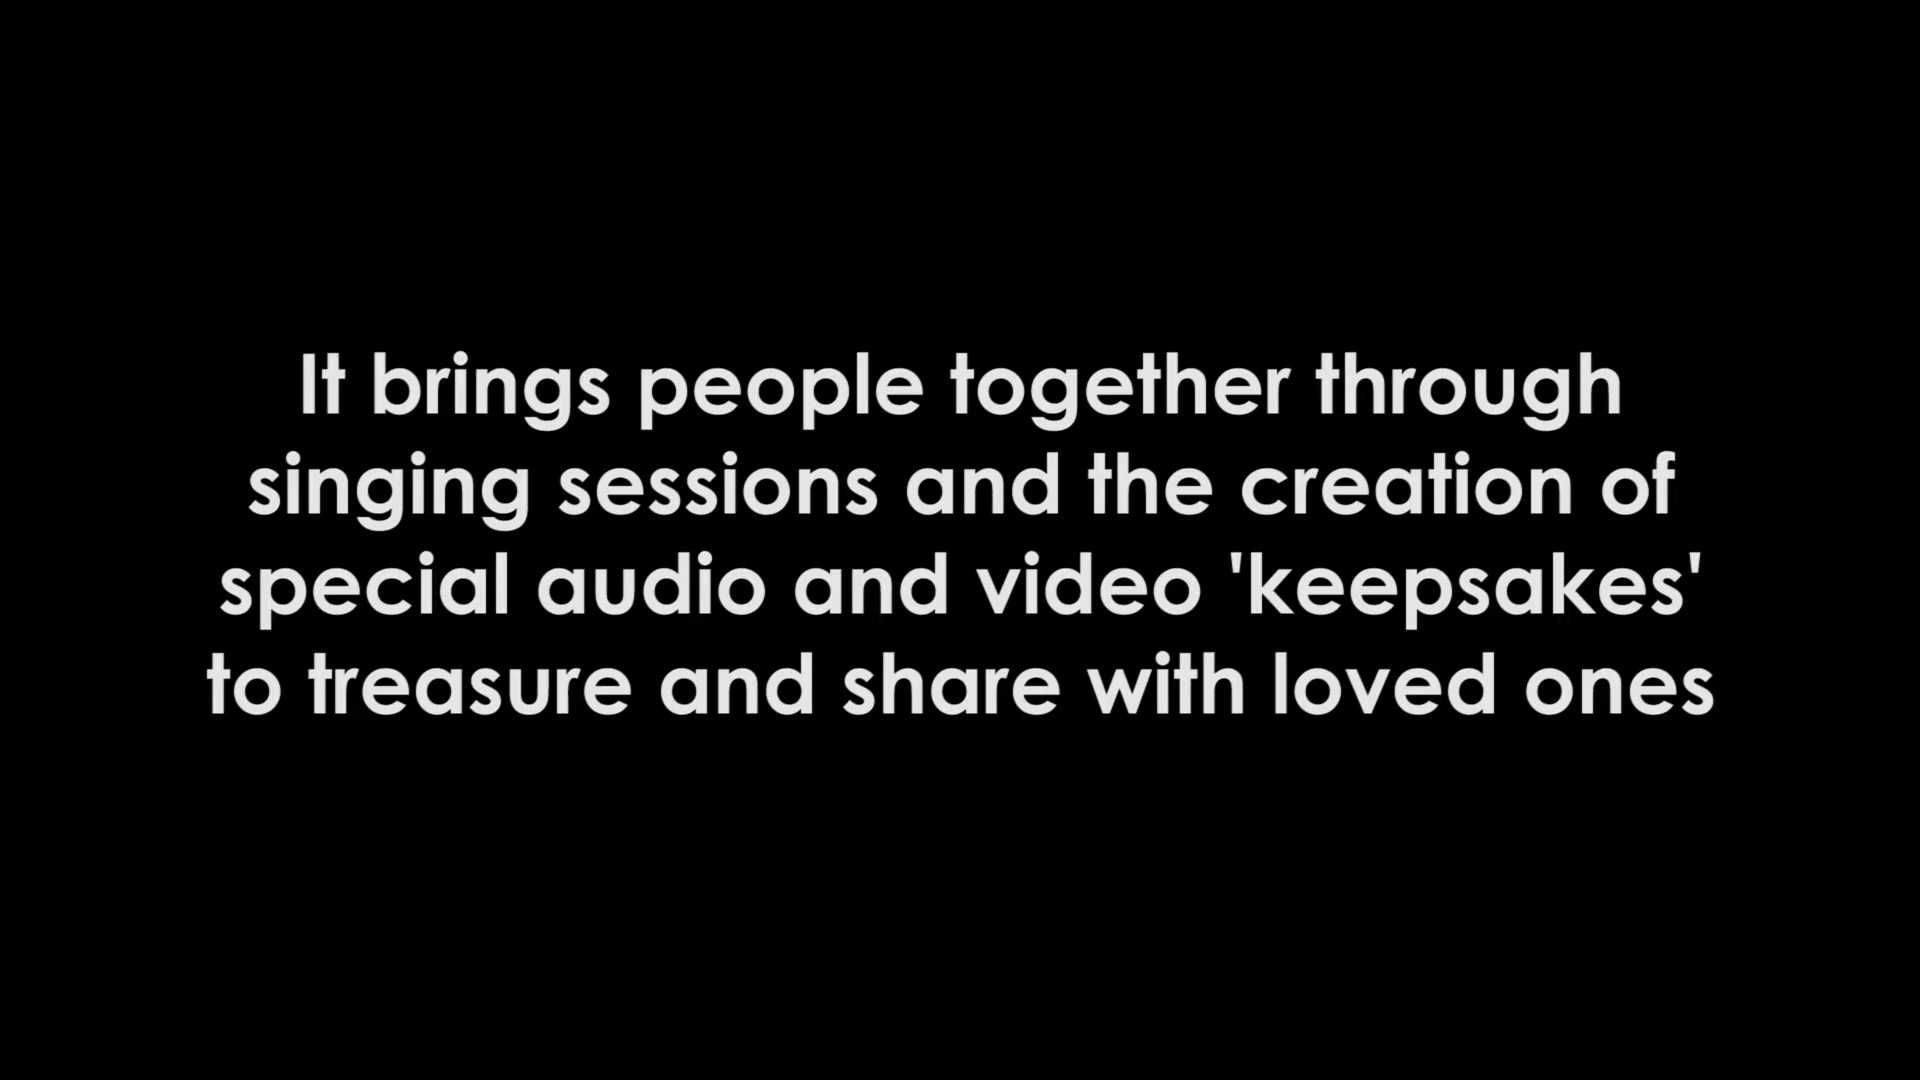 It brings people together through
singing sessions and the creation of
special audio and video 'keepsakes'
to treasure and share with loved ones